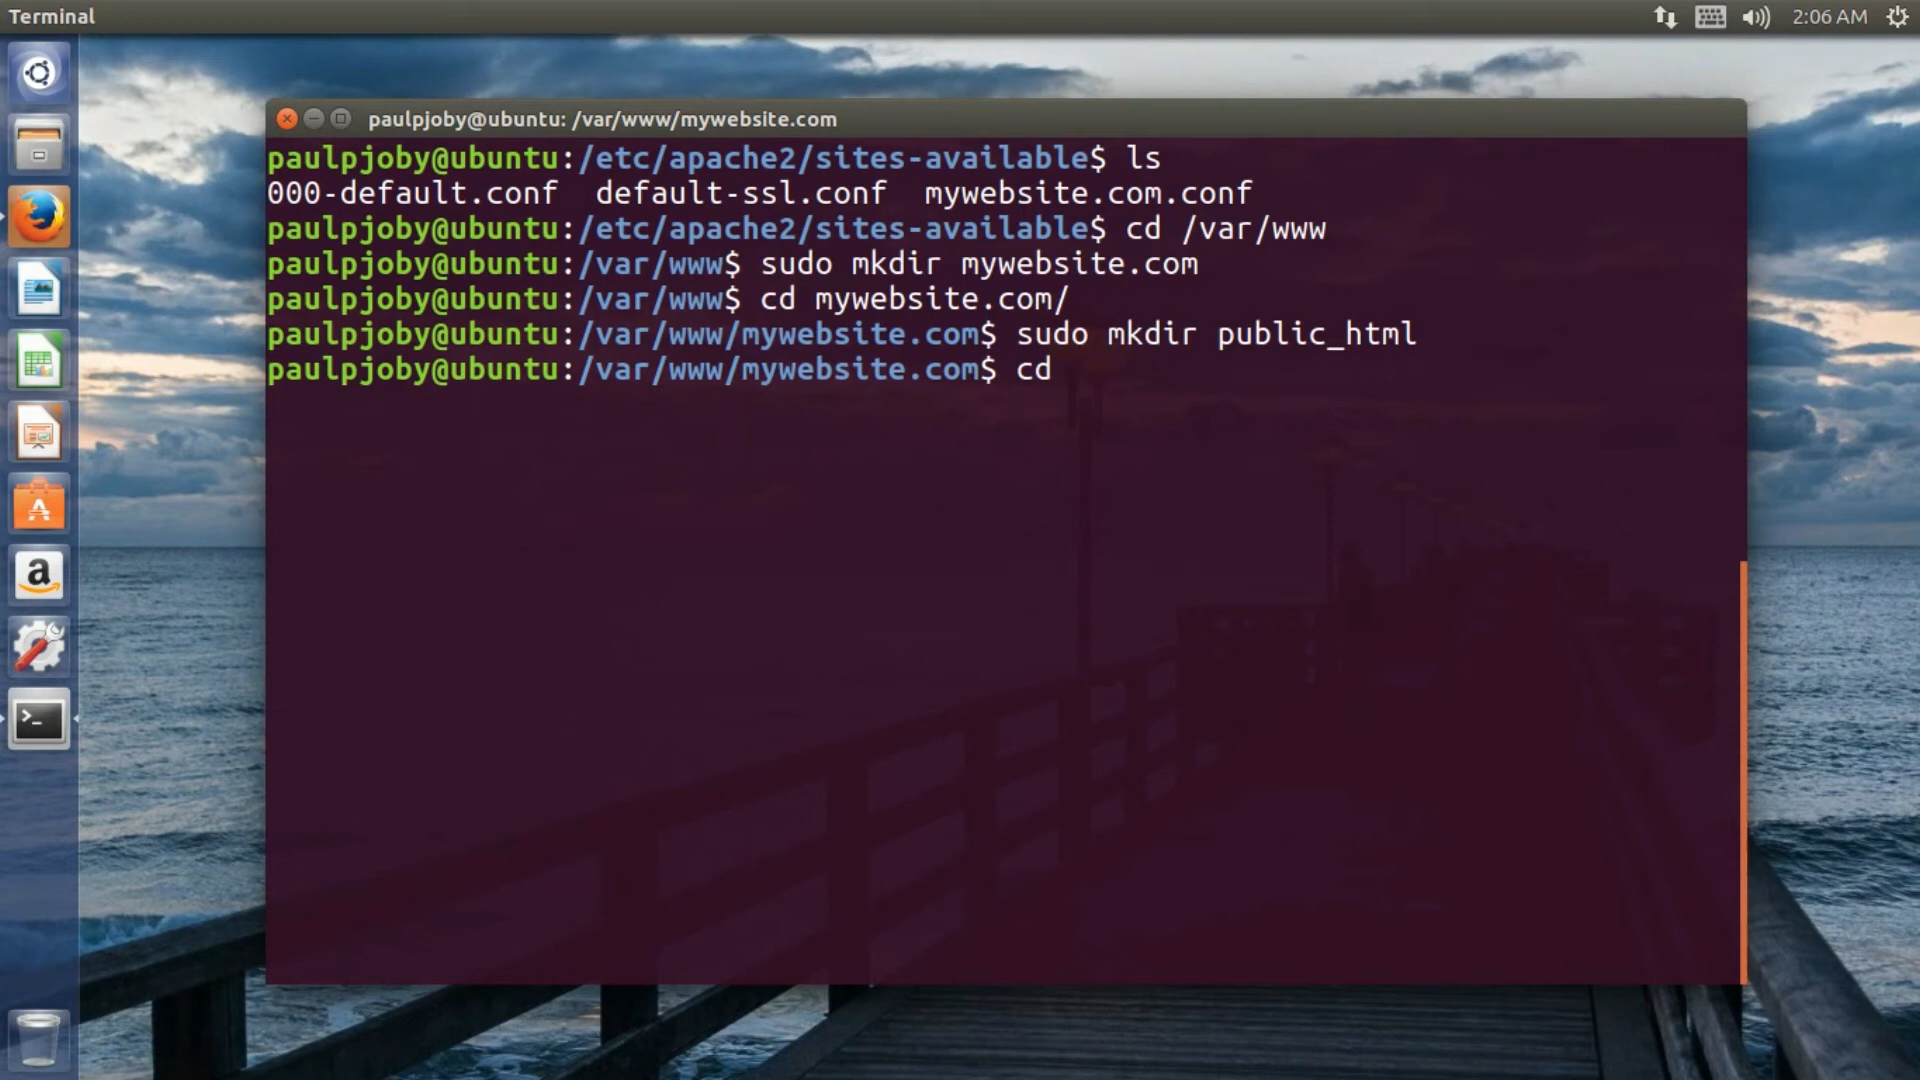 Terminal
2:06 AM
paulpjoby@ubuntu: /var/www/mywebsite.com
paulpjoby@ubuntu:/etc/apache2/sites-available$ ls
000-default.conf  default-ssl.conf  mywebsite.com.conf
paulpjoby@ubuntu:/etc/apache2/sites-available$ cd /var/www
paulpjoby@ubuntu:/var/www$ sudo mkdir mywebsite.com
paulpjoby@ubuntu:/var/www$ cd mywebsite.com/
paulpjoby@ubuntu:/var/www/mywebsite.com$ sudo mkdir public_html
paulpjoby@ubuntu:/var/www/mywebsite.com$ cd